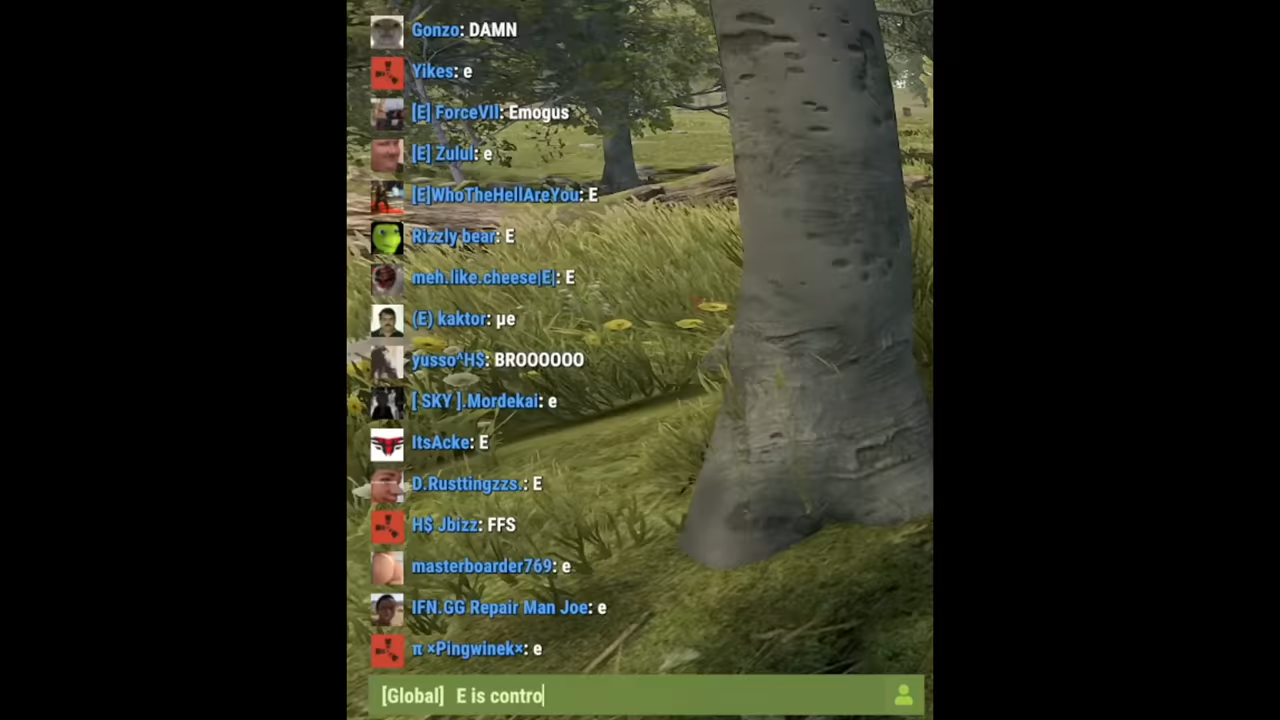 Gonzo: DAMN
Yikes: e
[E] ForceVII: Emogus
[E] Zulul: e
[E]WhoTheHellAreYou: E
Rizzly bear: E
meh.like.cheese|E|: E
(E) kaktor: µe
yusso^H$: BROOOOOO
[ SKY ].Mordekai: e
ItsAcke: E
D.Rusttingzzs.: E
H$ Jbizz: FFS
masterboarder769: e
IFN.GG Repair Man Joe: e
π ×Pingwinek×: e
[Global] E is contro